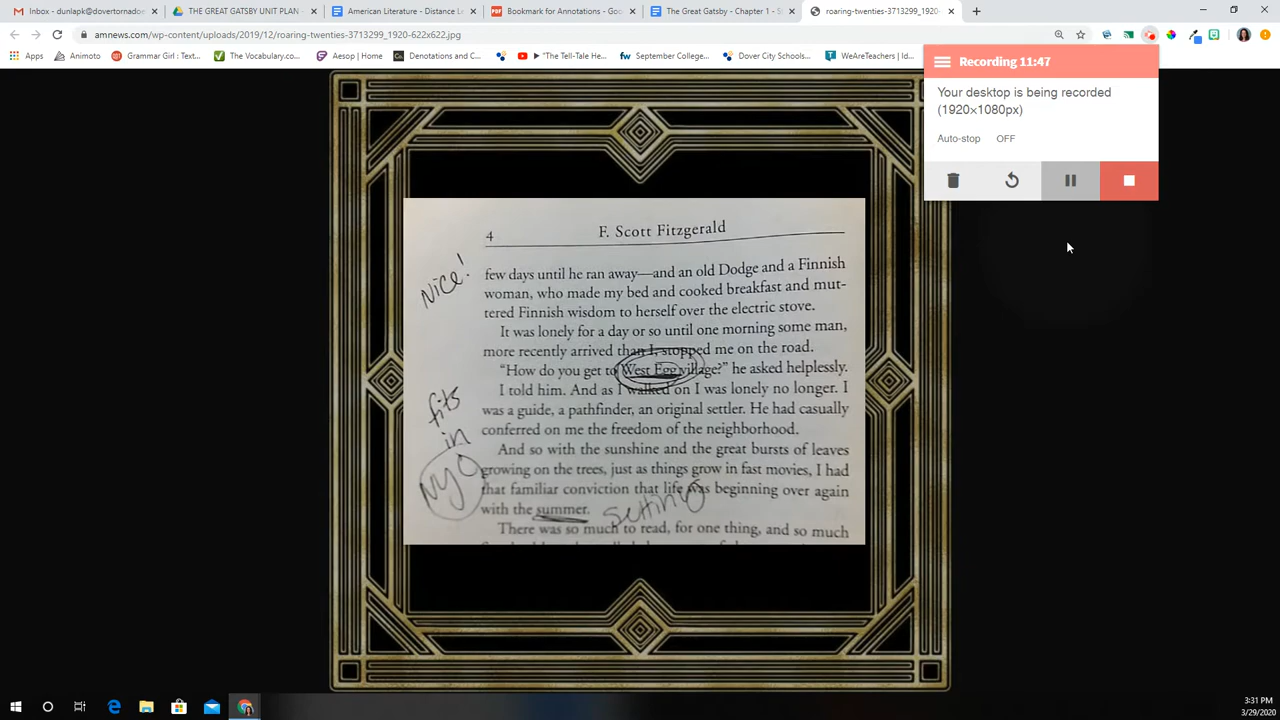 Inbox - dunlapk@dovertornado
THE GREAT GATSBY UNIT PLAN -
American Literature - Distance L
Bookmark for Annotations - Goo
The Great Gatsby - Chapter 1 - S
roaring-twenties-3713299_1920
amnews.com/wp-content/uploads/2019/12/roaring-twenties-3713299_1920-622x622.jpg
Apps
Animoto
Grammar Girl : Text...
The Vocabulary.co...
Aesop | Home
Denotations and C...
▶ "The Tell-Tale He...
September College...
Dover City Schools...
WeAreTeachers | Id...
Recording 11:47
Your desktop is being recorded
(1920×1080px)
Auto-stop OFF
4 F. Scott Fitzgerald
Nice!
few days until he ran away—and an old Dodge and a Finnish
woman, who made my bed and cooked breakfast and mut-
tered Finnish wisdom to herself over the electric stove.
It was lonely for a day or so until one morning some man,
more recently arrived than I, stopped me on the road.
"How do you get to West Egg village?" he asked helplessly.
I told him. And as I walked on I was lonely no longer. I
was a guide, a pathfinder, an original settler. He had casually
conferred on me the freedom of the neighborhood.
fits
in
NYC
And so with the sunshine and the great bursts of leaves
growing on the trees, just as things grow in fast movies, I had
that familiar conviction that life was beginning over again
with the summer.
setting
There was so much to read, for one thing, and so much
3:31 PM
3/29/2020